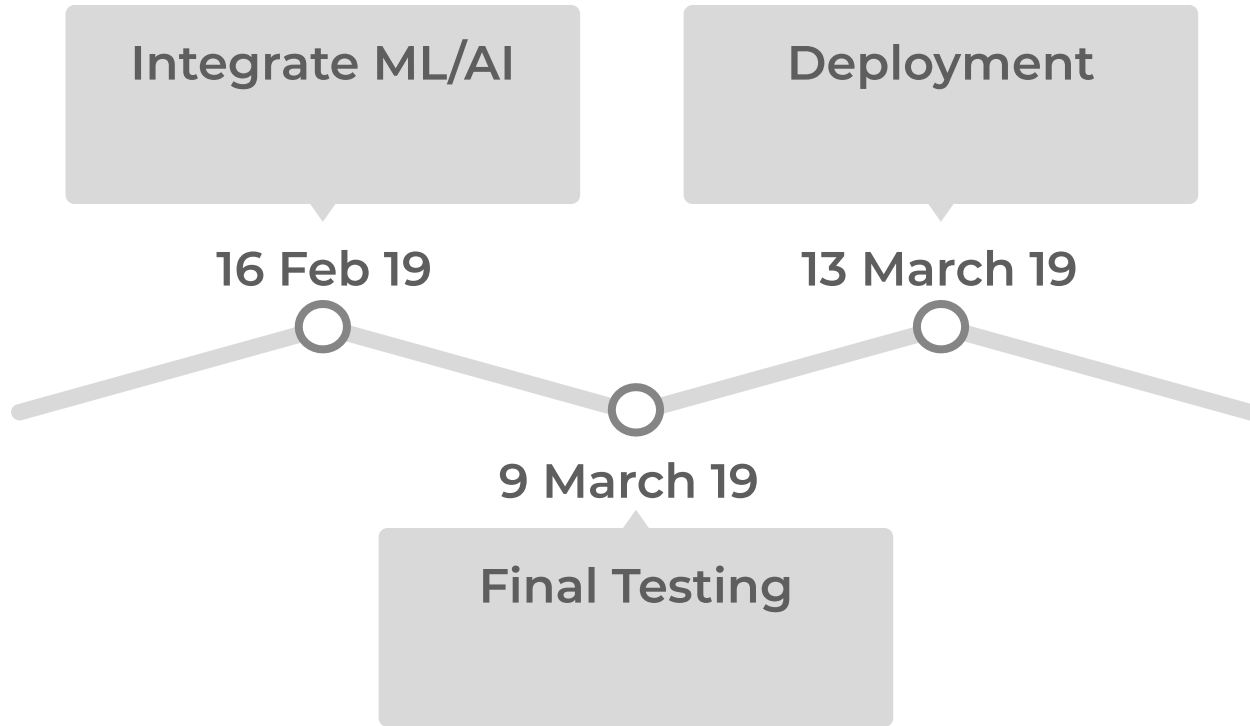 Integrate ML/AI
Deployment
16 Feb 19
13 March 19
9 March 19
Final Testing